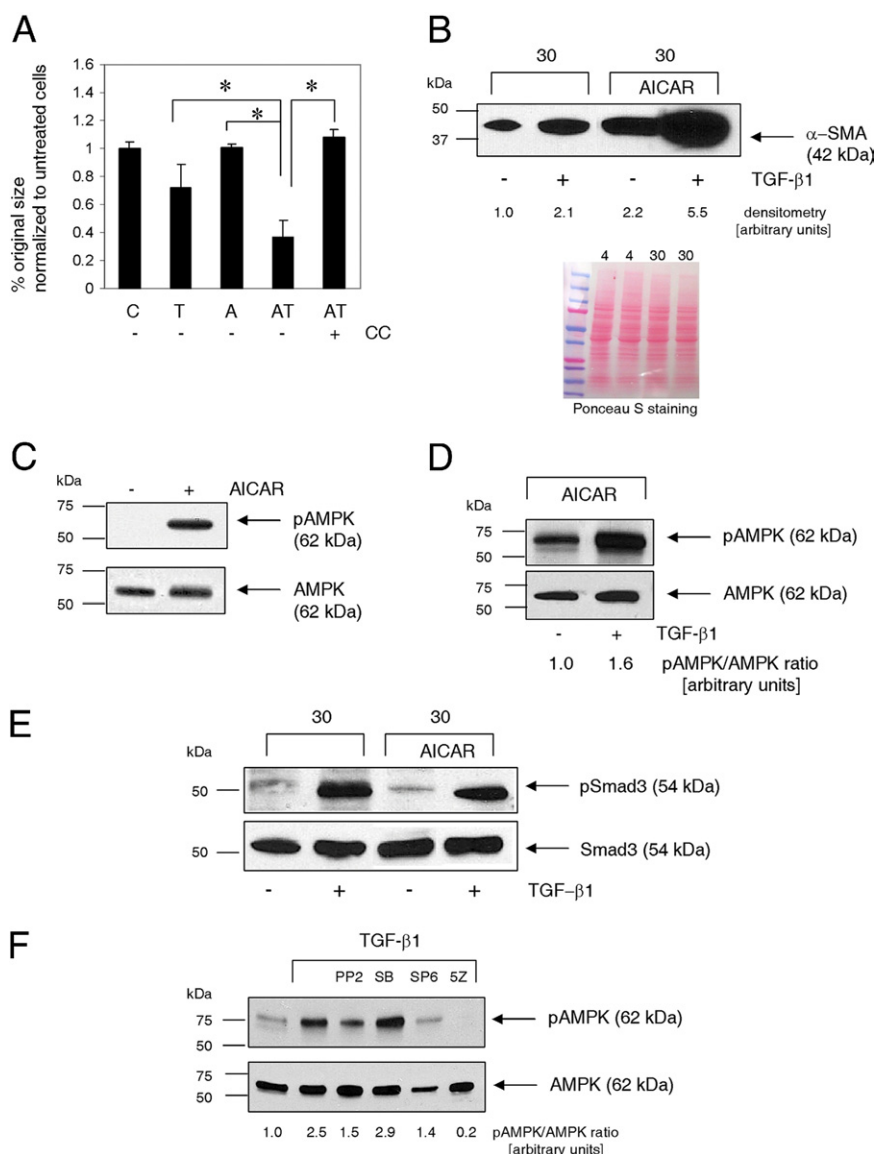 A
% original size
normalized to untreated cells
1.6
1.4
1.2
1
0.8
0.6
0.4
0.2
0
* * *
C T A AT AT
- - - - + CC
B
30 30
kDa AICAR
50
37
α–SMA
(42 kDa)
- + - + TGF-β1
1.0 2.1 2.2 5.5 densitometry
[arbitrary units]
4 4 30 30
Ponceau S staining
C
kDa - + AICAR
75
50
pAMPK
(62 kDa)
75
50
AMPK
(62 kDa)
D
AICAR
kDa
75
50
pAMPK (62 kDa)
75
50
AMPK (62 kDa)
- + TGF-β1
1.0 1.6 pAMPK/AMPK ratio
[arbitrary units]
E
30 30
kDa AICAR
50
pSmad3 (54 kDa)
50
Smad3 (54 kDa)
- + - + TGF–β1
F
TGF-β1
PP2 SB SP6 5Z
kDa
75
50
pAMPK (62 kDa)
75
50
AMPK (62 kDa)
1.0 2.5 1.5 2.9 1.4 0.2 pAMPK/AMPK ratio
[arbitrary units]